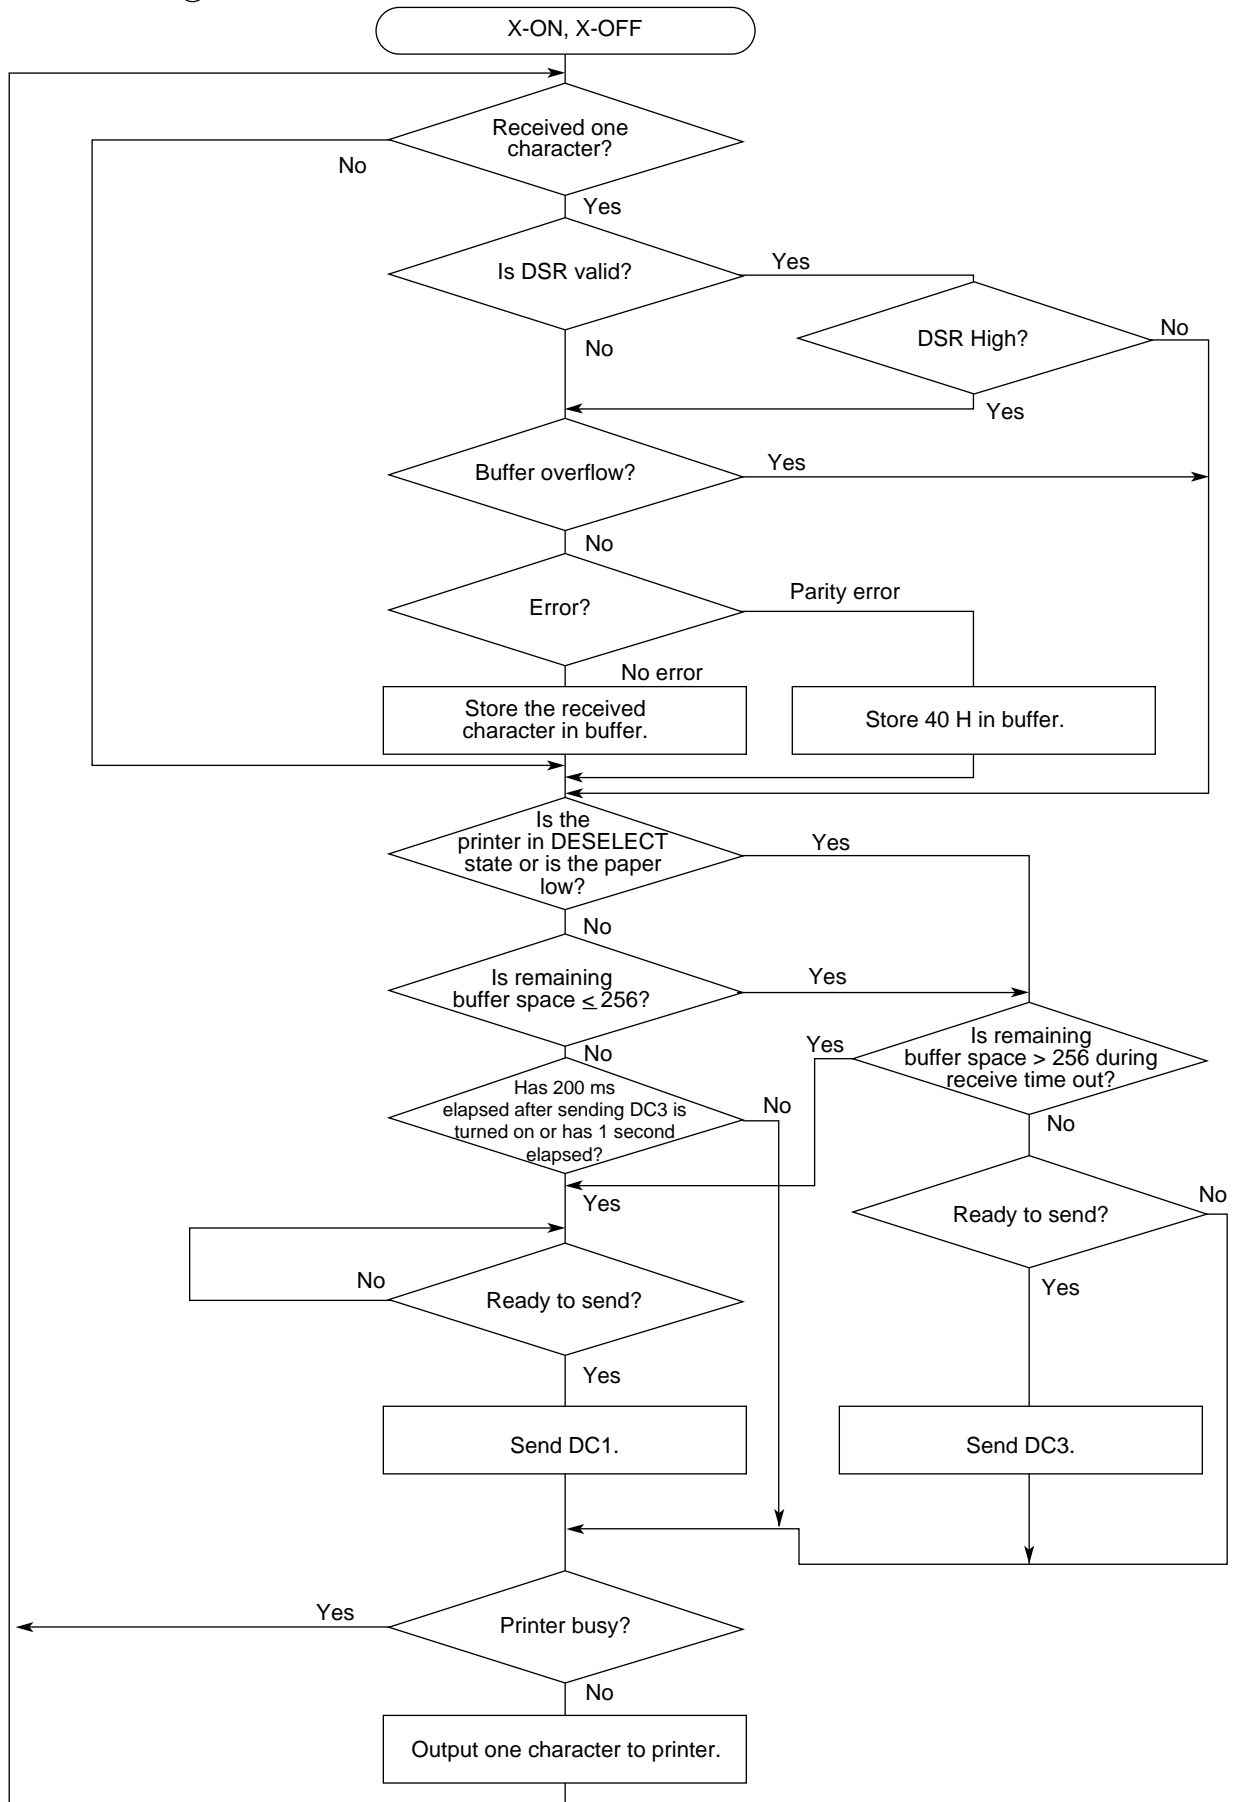 X-ON, X-OFF
Received one
character?
No
Yes
Is DSR valid?
Yes
No
DSR High?
No
Yes
Buffer overflow?
Yes
No
Error?
Parity error
No error
Store the received
character in buffer.
Store 40 H in buffer.
Is the
printer in DESELECT
state or is the paper
low?
Yes
No
Is remaining
buffer space ≤ 256?
Yes
No
Is remaining
buffer space > 256 during
receive time out?
Yes
No
Has 200 ms
elapsed after sending DC3 is
turned on or has 1 second
elapsed?
No
Yes
Ready to send?
No
Yes
Ready to send?
No
Yes
Send DC1.
Send DC3.
Printer busy?
Yes
No
Output one character to printer.